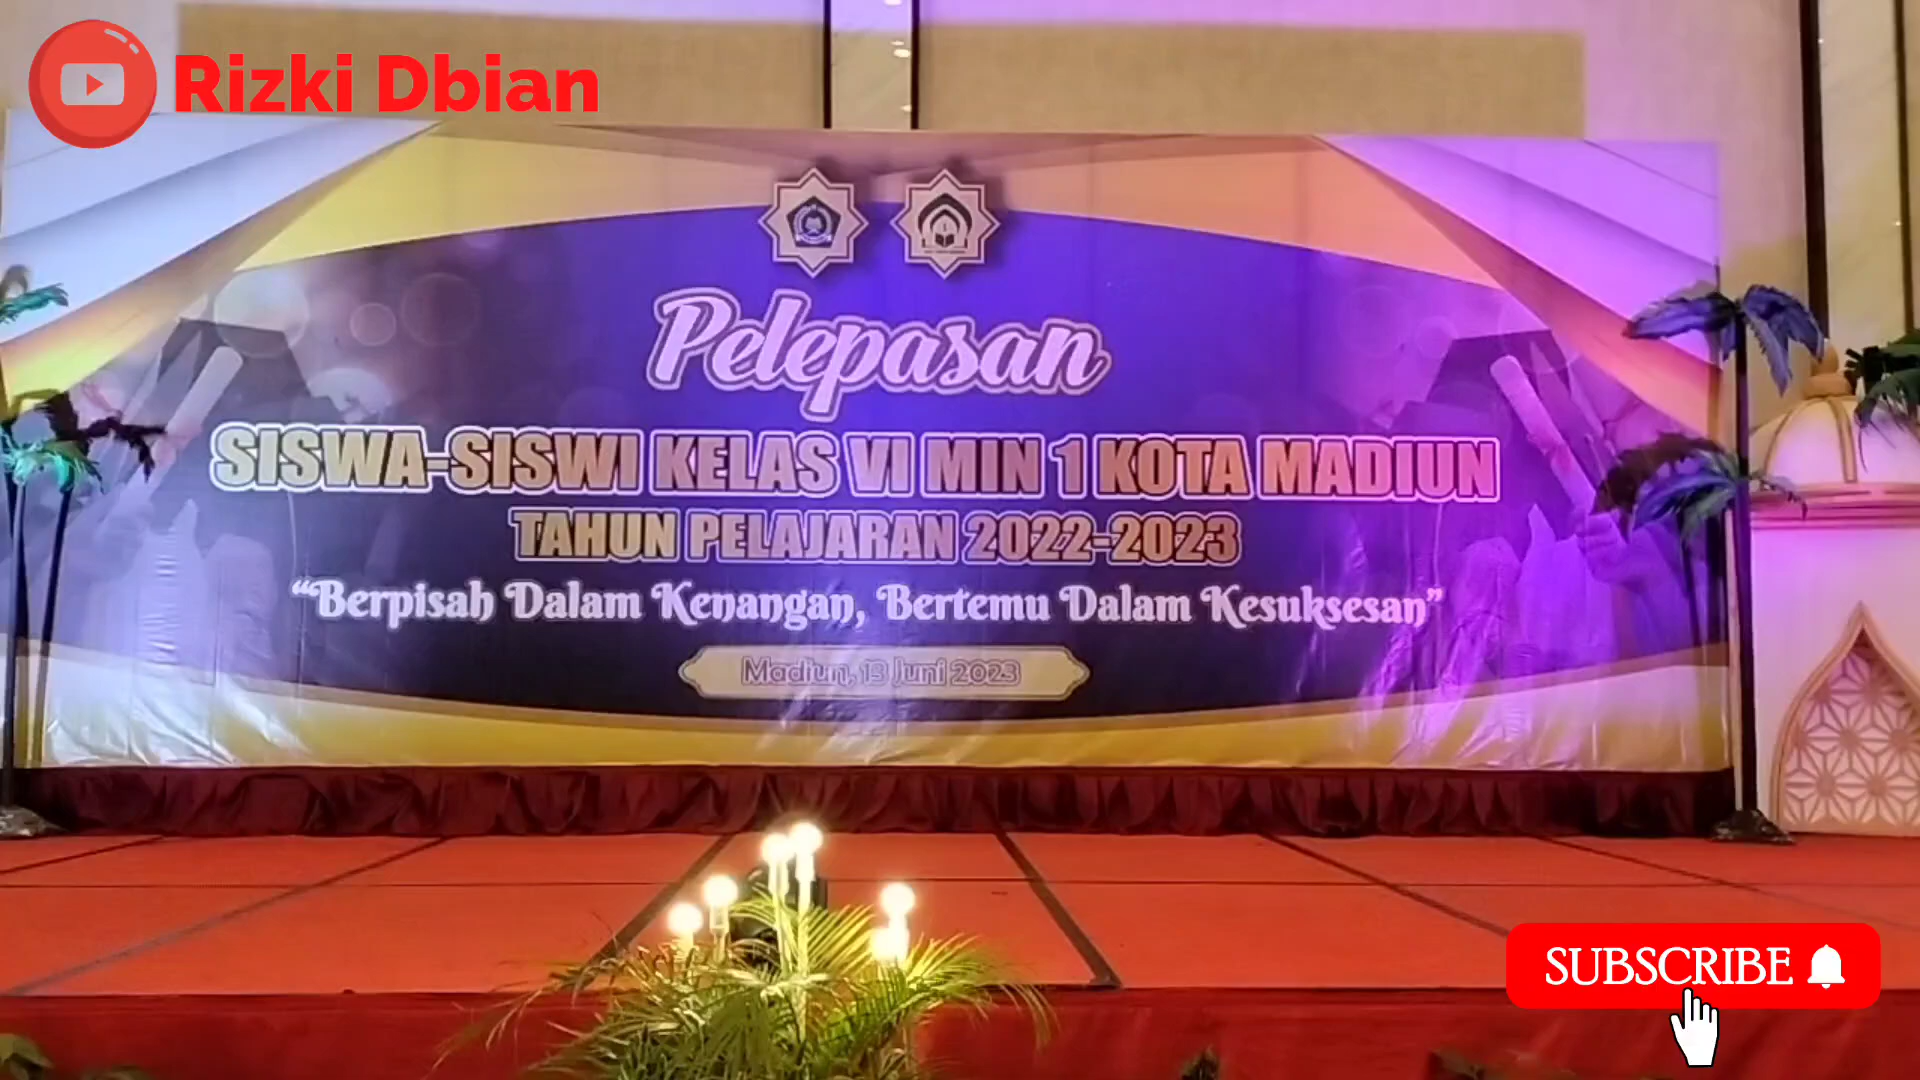 Rizki Dbian
Pelepasan
SISWA-SISWI KELAS VI MIN 1 KOTA MADIUN
TAHUN PELAJARAN 2022-2023
“Berpisah Dalam Kenangan, Bertemu Dalam Kesuksesan”
Madiun, 13 Juni 2023
SUBSCRIBE